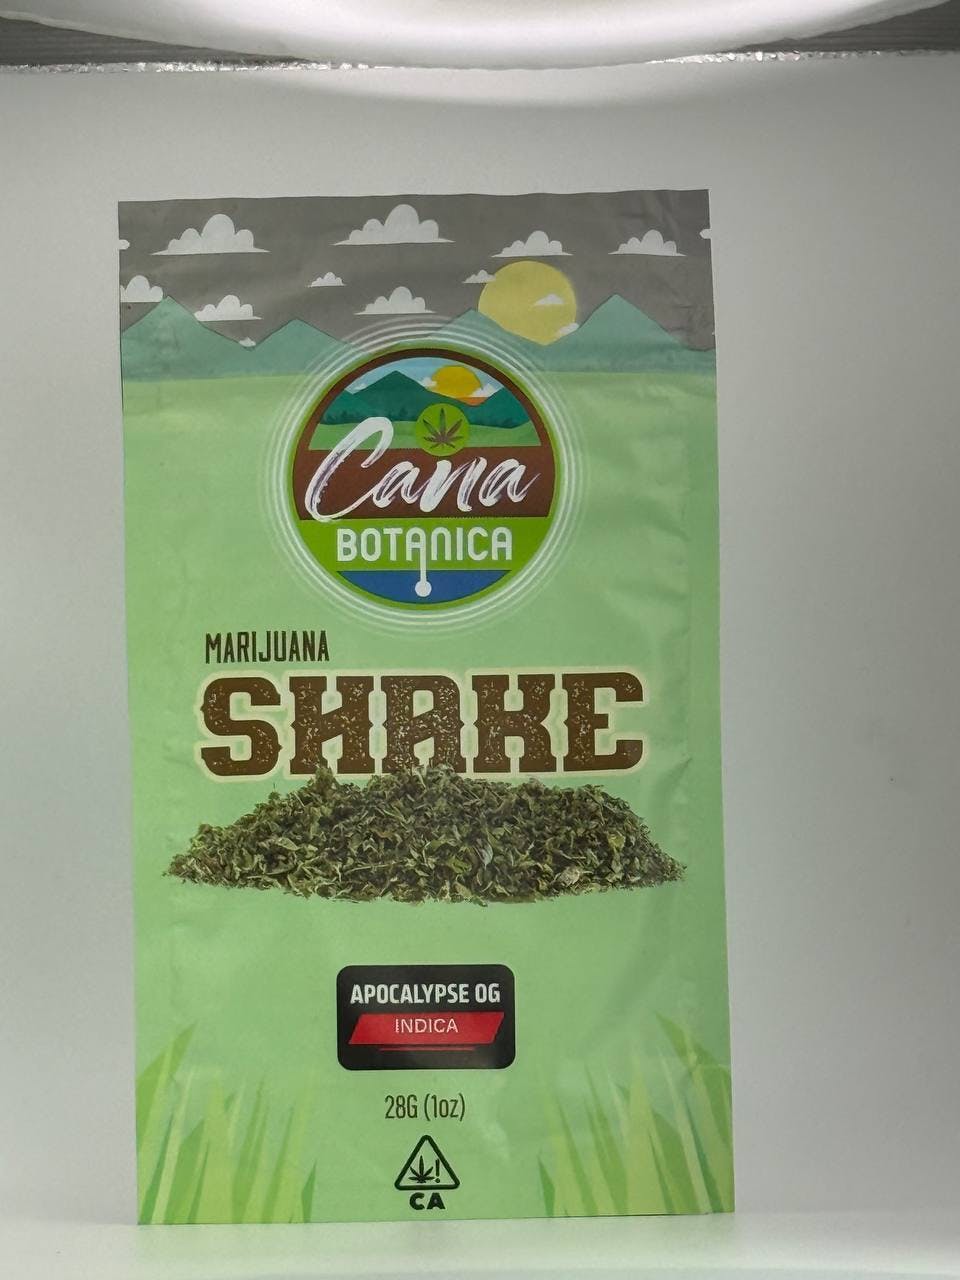 Cana
BOTANICA
MARIJUANA
SHAKE
APOCALYPSE OG
INDICA
28G (1oz)
!
CA